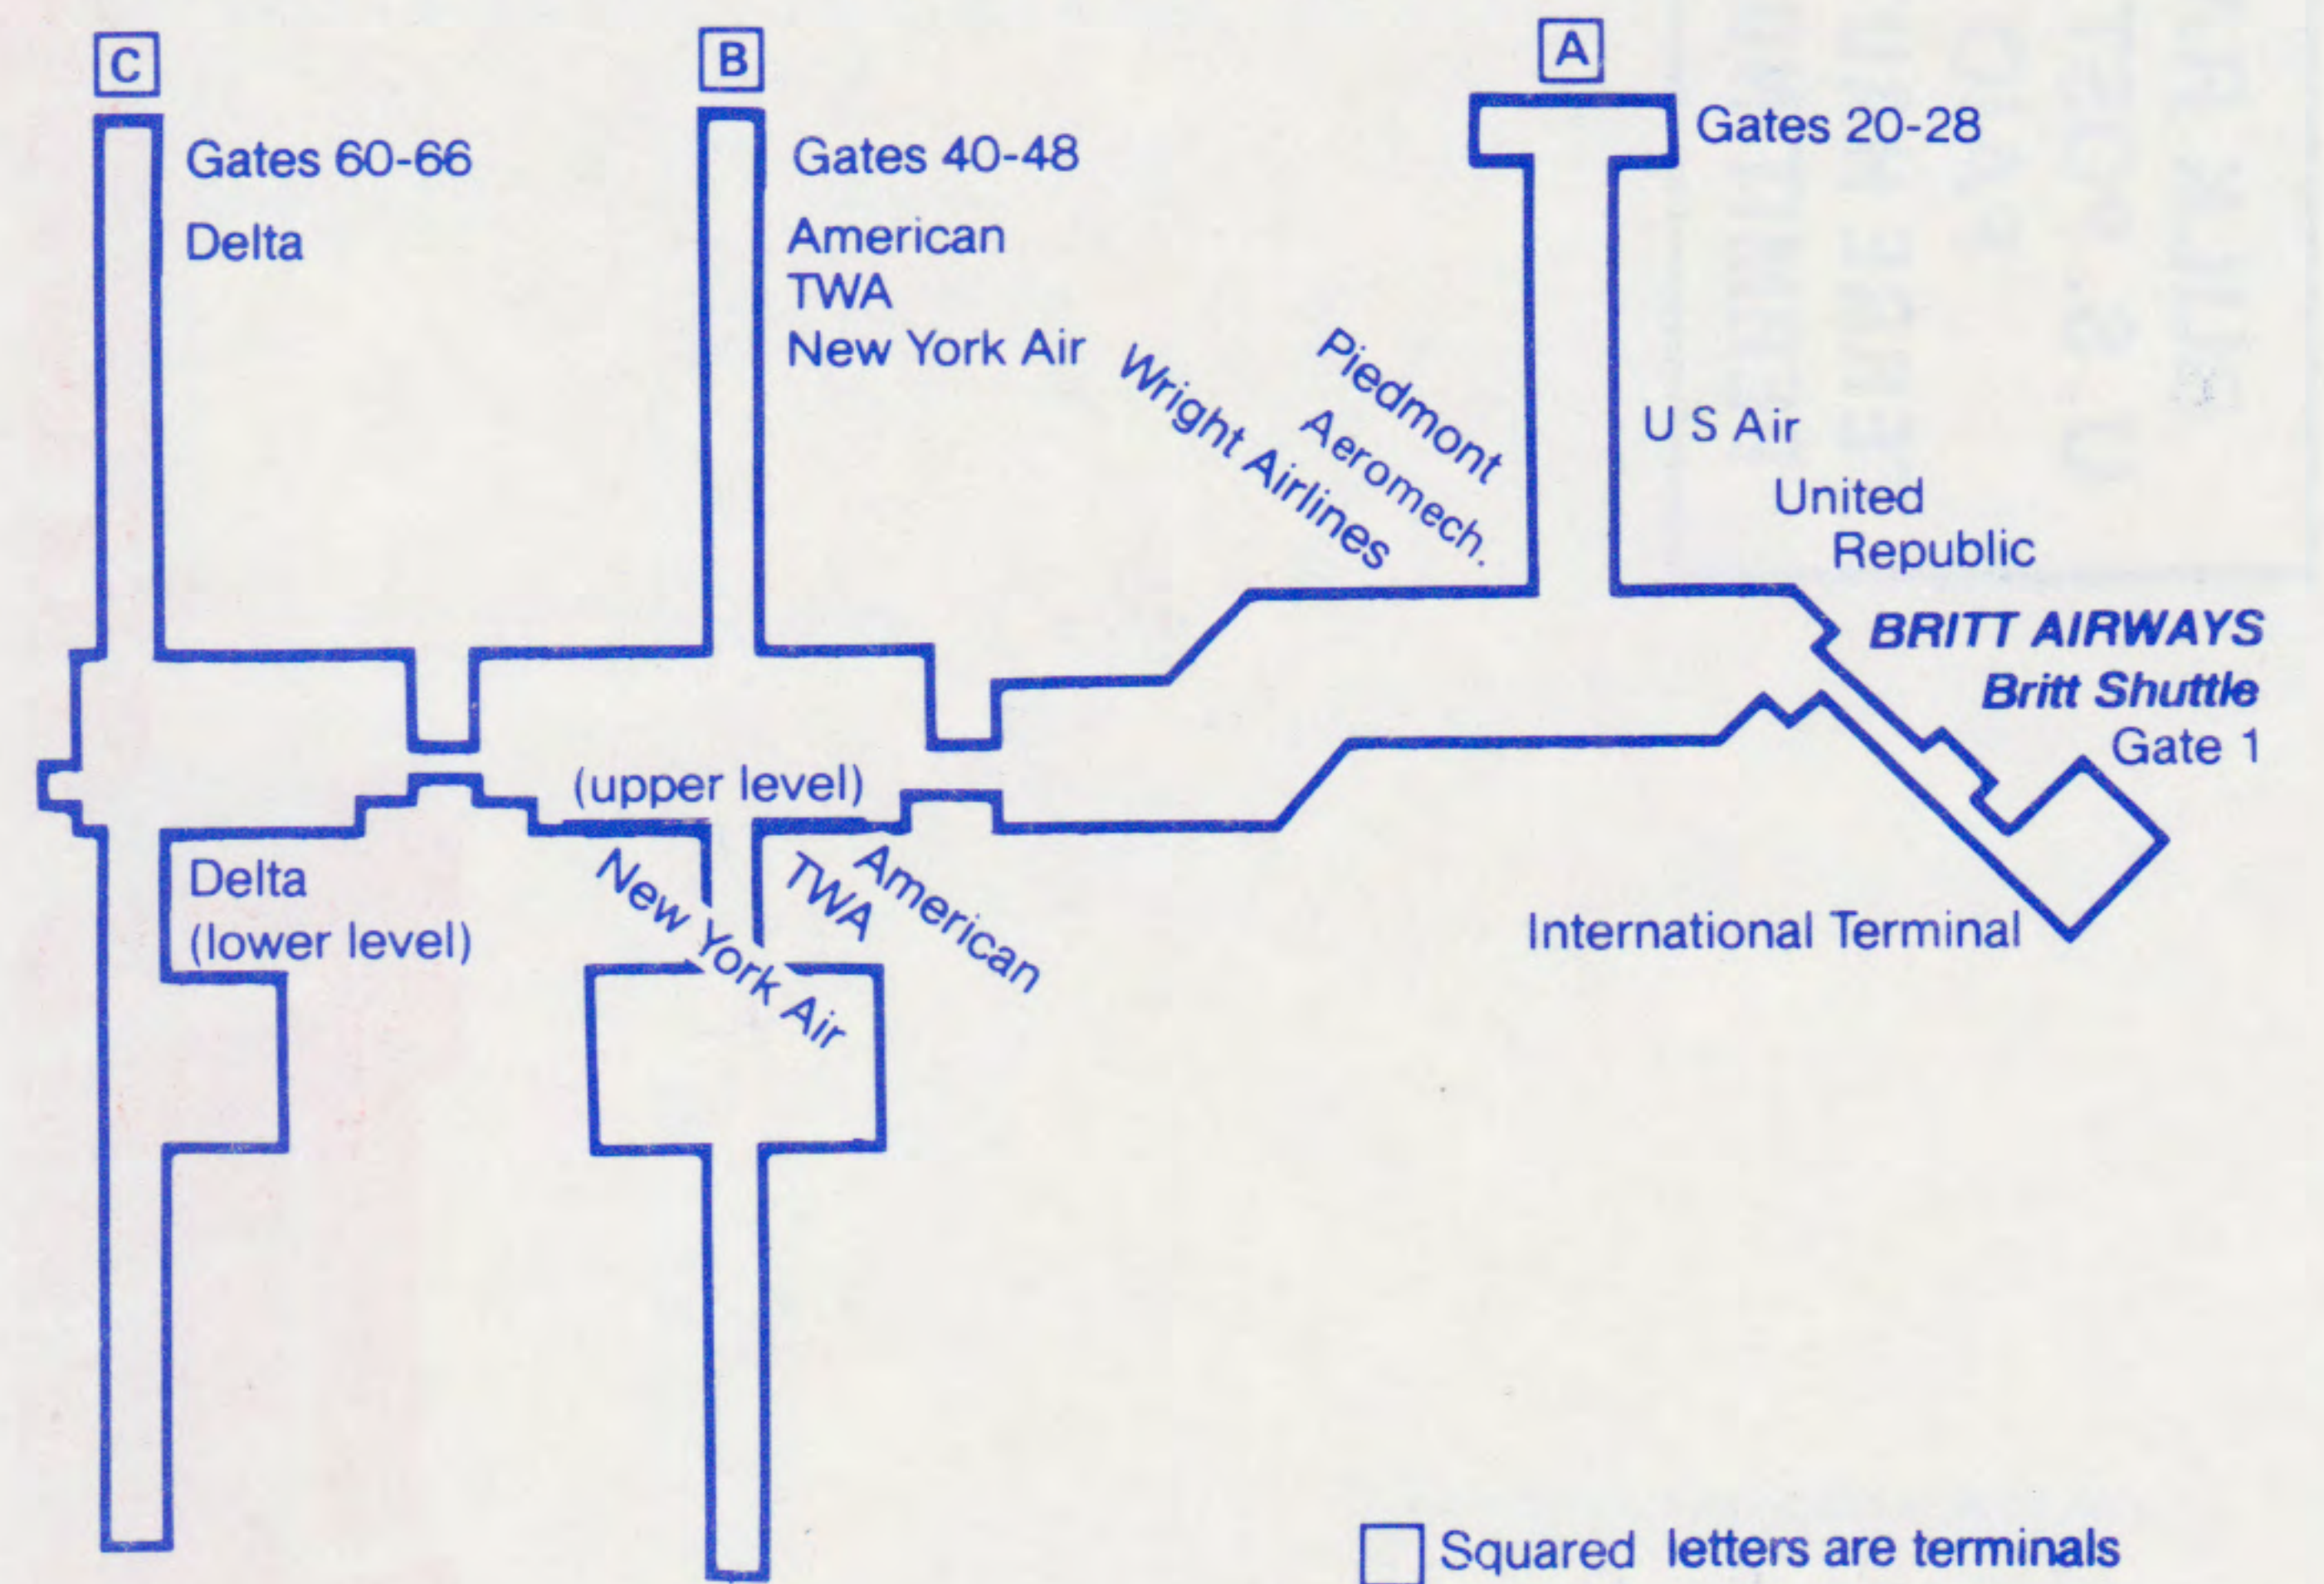 C
B
A
Gates 60-66
Delta
Gates 40-48
American
TWA
New York Air
Gates 20-28
Wright Airlines
Piedmont
Aeromech.
U S Air
United
Republic
BRITT AIRWAYS
Britt Shuttle
Gate 1
(upper level)
Delta
(lower level)
New York Air
TWA
American
International Terminal
Squared letters are terminals